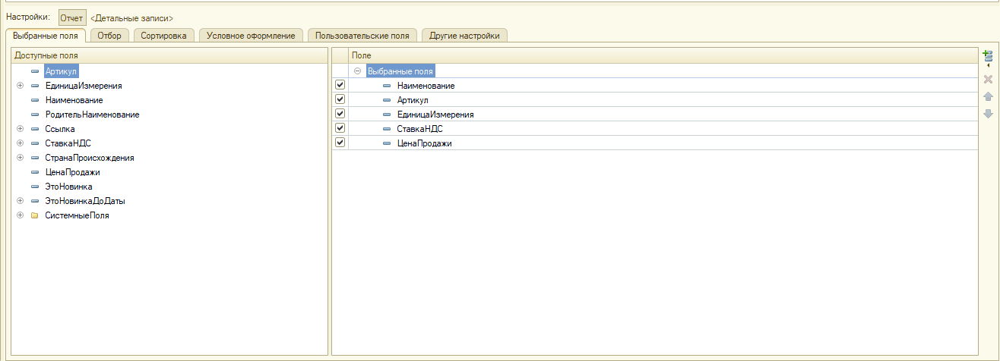 Настройки: Отчет <Детальные записи>
Выбранные поля Отбор Сортировка Условное оформление Пользовательские поля Другие настройки
Доступные поля
Артикул
ЕдиницаИзмерения
Наименование
РодительНаименование
Ссылка
СтавкаНДС
СтранаПроисхождения
ЦенаПродажи
ЭтоНовинка
ЭтоНовинкаДоДаты
СистемныеПоля
Поле
Выбранные поля
Наименование
Артикул
ЕдиницаИзмерения
СтавкаНДС
ЦенаПродажи